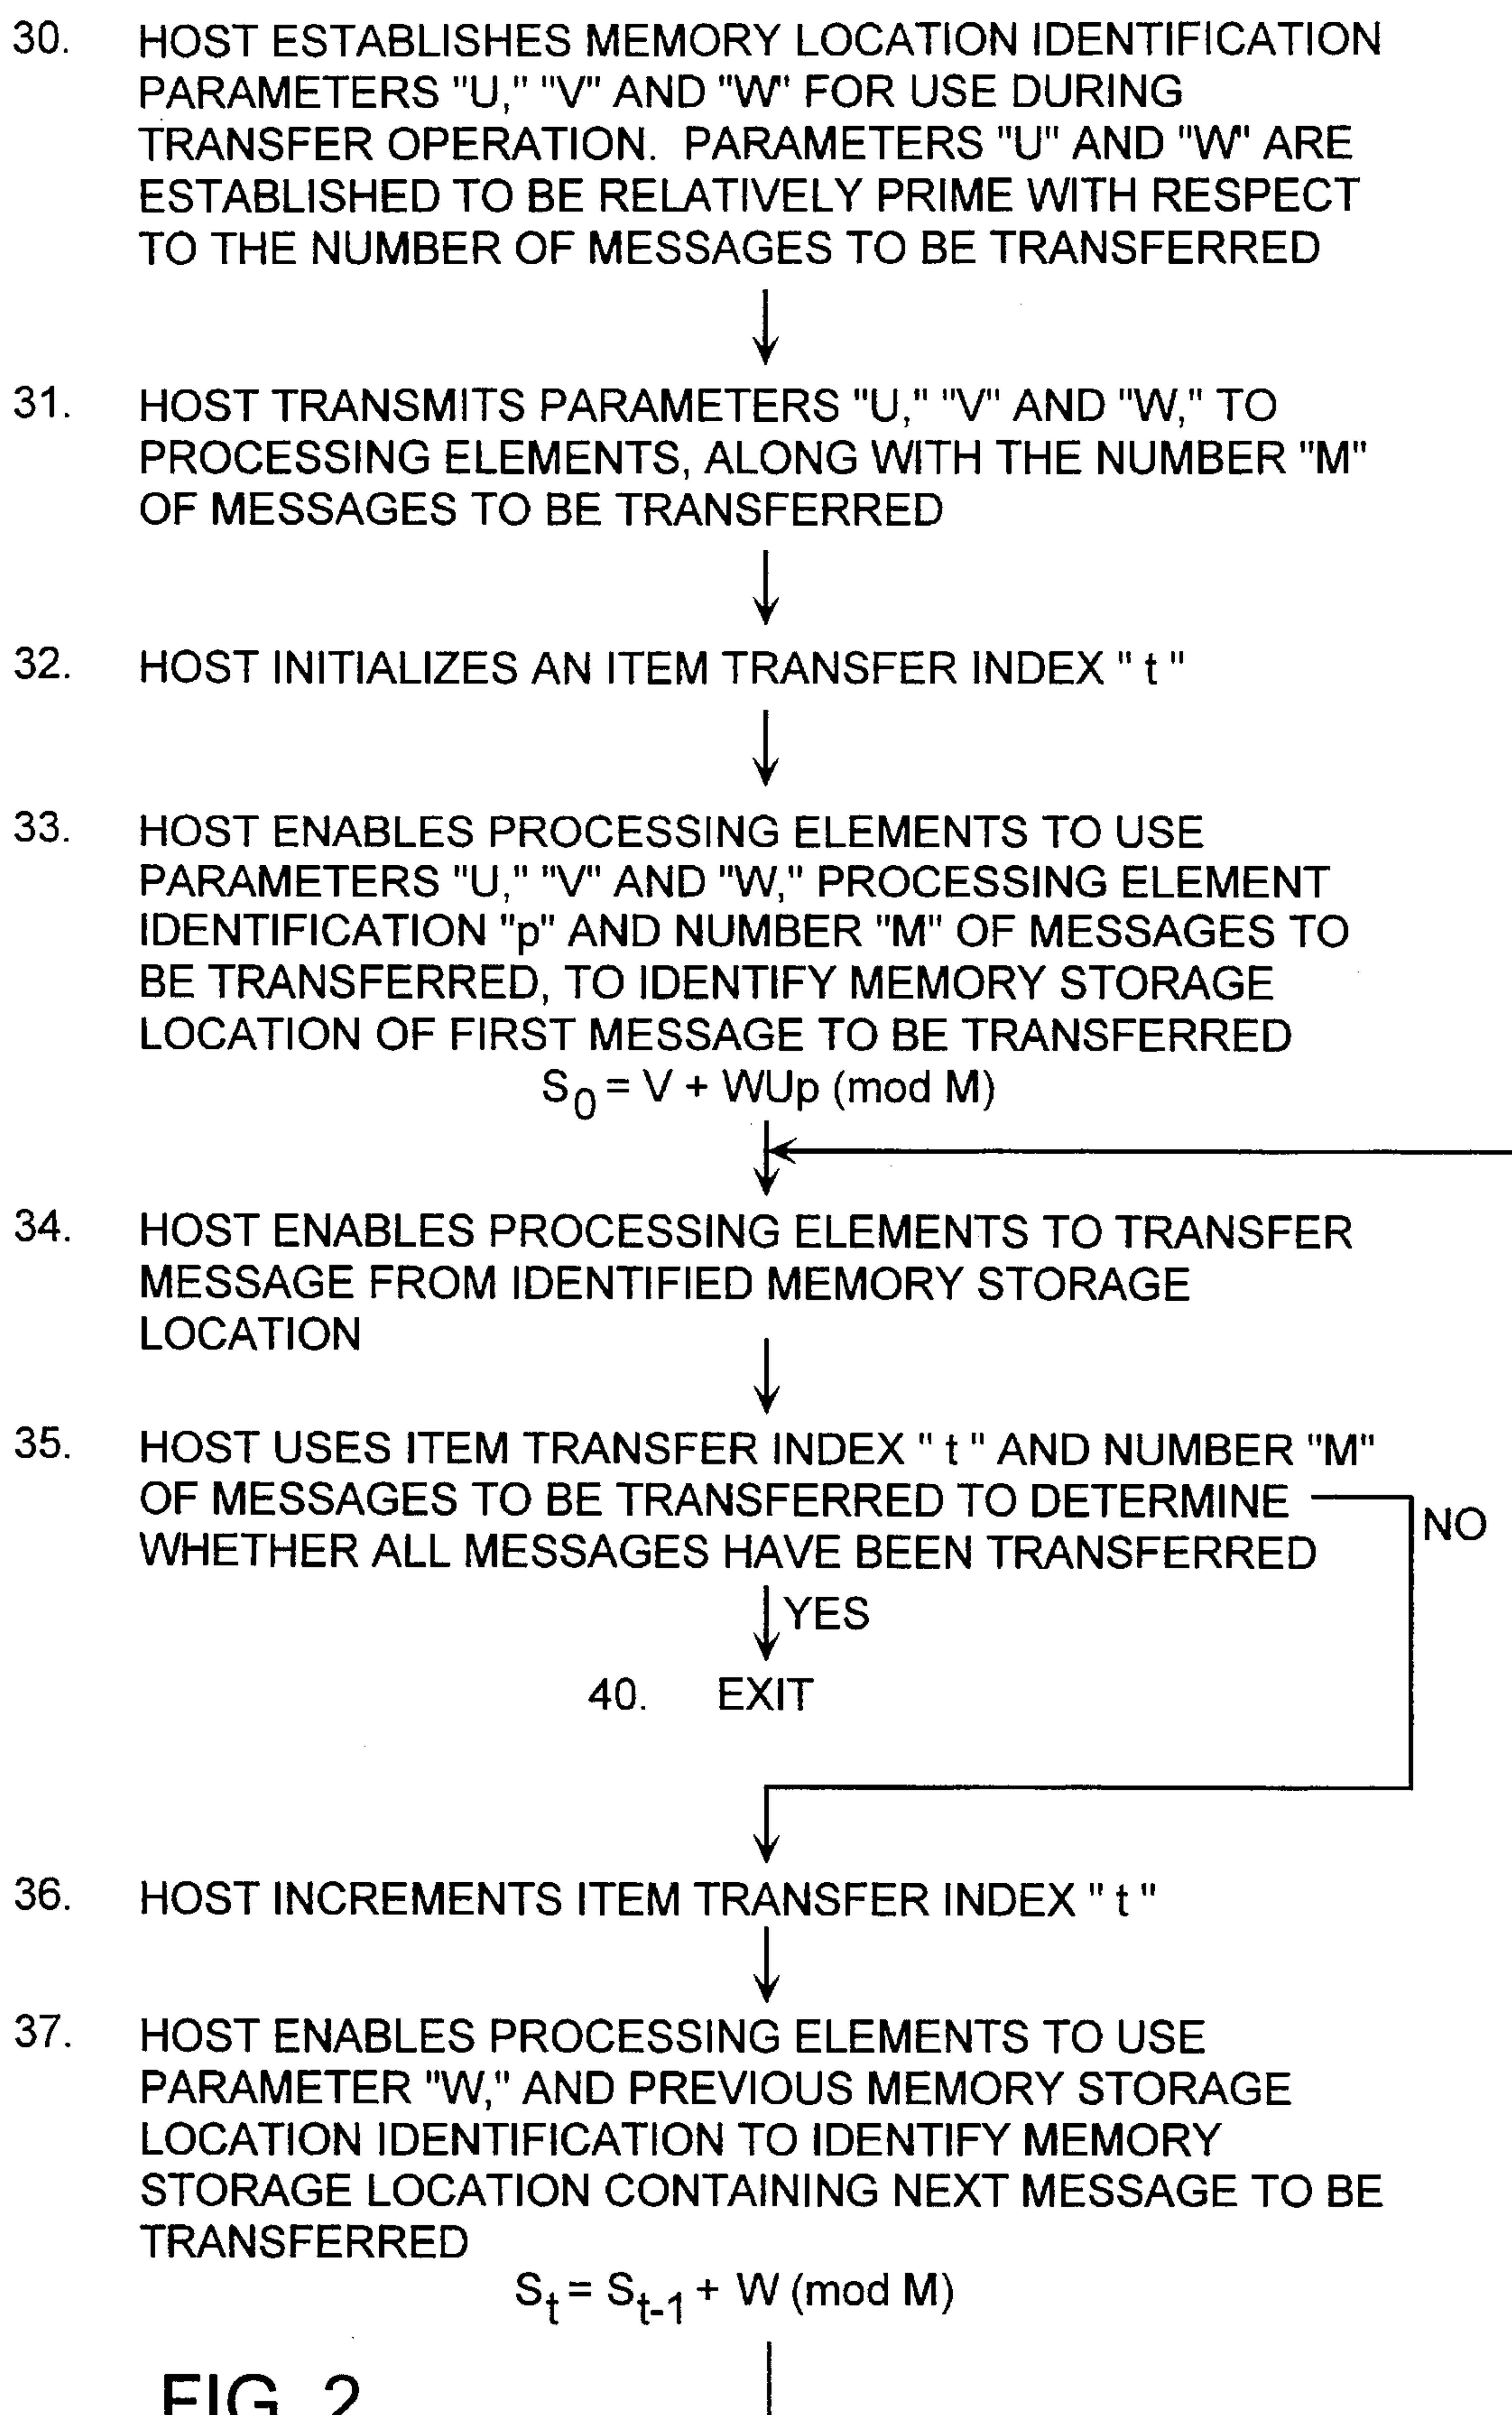 30. HOST ESTABLISHES MEMORY LOCATION IDENTIFICATION
PARAMETERS "U," "V" AND "W" FOR USE DURING
TRANSFER OPERATION. PARAMETERS "U" AND "W" ARE
ESTABLISHED TO BE RELATIVELY PRIME WITH RESPECT
TO THE NUMBER OF MESSAGES TO BE TRANSFERRED
31. HOST TRANSMITS PARAMETERS "U," "V" AND "W," TO
PROCESSING ELEMENTS, ALONG WITH THE NUMBER "M"
OF MESSAGES TO BE TRANSFERRED
32. HOST INITIALIZES AN ITEM TRANSFER INDEX " t "
33. HOST ENABLES PROCESSING ELEMENTS TO USE
PARAMETERS "U," "V" AND "W," PROCESSING ELEMENT
IDENTIFICATION "p" AND NUMBER "M" OF MESSAGES TO
BE TRANSFERRED, TO IDENTIFY MEMORY STORAGE
LOCATION OF FIRST MESSAGE TO BE TRANSFERRED
S0 = V + WUp (mod M)
34. HOST ENABLES PROCESSING ELEMENTS TO TRANSFER
MESSAGE FROM IDENTIFIED MEMORY STORAGE
LOCATION
35. HOST USES ITEM TRANSFER INDEX " t " AND NUMBER "M"
OF MESSAGES TO BE TRANSFERRED TO DETERMINE
NO
WHETHER ALL MESSAGES HAVE BEEN TRANSFERRED
YES
40. EXIT
36. HOST INCREMENTS ITEM TRANSFER INDEX " t "
37. HOST ENABLES PROCESSING ELEMENTS TO USE
PARAMETER "W," AND PREVIOUS MEMORY STORAGE
LOCATION IDENTIFICATION TO IDENTIFY MEMORY
STORAGE LOCATION CONTAINING NEXT MESSAGE TO BE
TRANSFERRED
St = St-1 + W (mod M)
FIG. 2